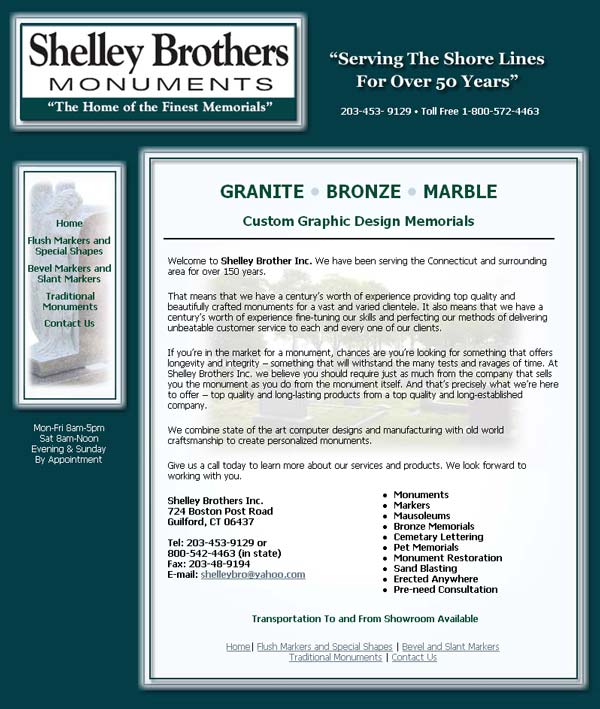 Shelley Brothers
MONUMENTS
“The Home of the Finest Memorials”
“Serving The Shore Lines
For Over 50 Years”
203-453- 9129 • Toll Free 1-800-572-4463
Home
Flush Markers and
Special Shapes
Bevel Markers and
Slant Markers
Traditional
Monuments
Contact Us
Mon-Fri 8am-5pm
Sat 8am-Noon
Evening & Sunday
By Appointment
GRANITE • BRONZE • MARBLE
Custom Graphic Design Memorials
Welcome to Shelley Brother Inc. We have been serving the Connecticut and surrounding
area for over 150 years.
That means that we have a century’s worth of experience providing top quality and
beautifully crafted monuments for a vast and varied clientele. It also means that we have a
century’s worth of experience fine-tuning our skills and perfecting our methods of delivering
unbeatable customer service to each and every one of our clients.
If you’re in the market for a monument, chances are you’re looking for something that offers
longevity and integrity – something that will withstand the many tests and ravages of time. At
Shelley Brothers Inc. we believe you should require just as much from the company that sells
you the monument as you do from the monument itself. And that’s precisely what we’re here
to offer – top quality and long-lasting products from a top quality and long-established
company.
We combine state of the art computer designs and manufacturing with old world
craftsmanship to create personalized monuments.
Give us a call today to learn more about our services and products. We look forward to
working with you.
Shelley Brothers Inc.
724 Boston Post Road
Guilford, CT 06437
Tel: 203-453-9129 or
800-542-4463 (in state)
Fax: 203-48-9194
E-mail: shelleybro@yahoo.com
• Monuments
• Markers
• Mausoleums
• Bronze Memorials
• Cemetary Lettering
• Pet Memorials
• Monument Restoration
• Sand Blasting
• Erected Anywhere
• Pre-need Consultation
Transportation To and From Showroom Available
Home| Flush Markers and Special Shapes | Bevel and Slant Markers
Traditional Monuments | Contact Us